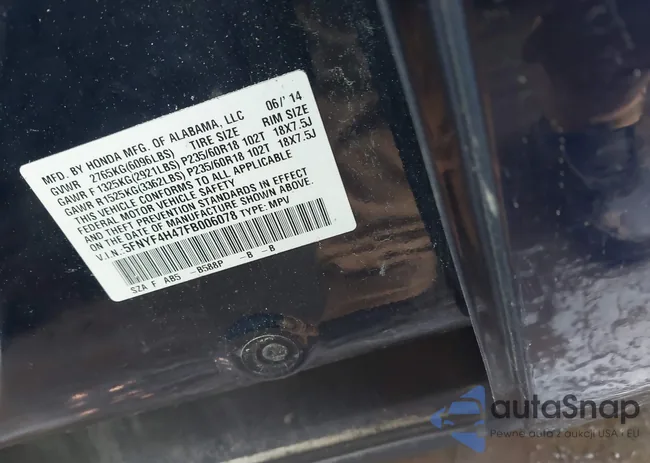 MFD. BY HONDA MFG. OF ALABAMA, LLC 06/'14
GVWR 2765KG(6096LBS) TIRE SIZE RIM SIZE
GAWR F 1325KG(2921LBS) P235/60R18 102T 18X7.5J
GAWR R 1525KG(3362LBS) P235/60R18 102T 18X7.5J
THIS VEHICLE CONFORMS TO ALL APPLICABLE
FEDERAL MOTOR VEHICLE SAFETY
AND THEFT PREVENTION STANDARDS IN EFFECT
ON THE DATE OF MANUFACTURE SHOWN ABOVE.
V.I.N.:5FNYF4H47FB006078 TYPE: MPV
SZA F A85 -B588P -B -B
autaSnap
Pewne auta z aukcji USA i EU